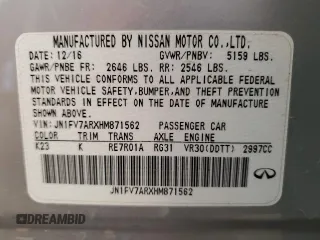 MANUFACTURED BY NISSAN MOTOR CO.,LTD.
DATE: 12/16 GVWR/PNBV: 5159 LBS.
GAWR/PNBE FR: 2646 LBS. RR: 2546 LBS.
THIS VEHICLE CONFORMS TO ALL APPLICABLE FEDERAL
MOTOR VEHICLE SAFETY,BUMPER,AND THEFT PREVENTION
STANDARDS IN EFFECT ON THE DATE OF MANUFACTURE
SHOWN ABOVE.
VIN: JN1FV7ARXHM871562 PASSENGER CAR
COLOR TRIM TRANS AXLE ENGINE
K23 K RE7R01A RG31 VR30(DDTT) 2997CC
JN1FV7ARXHM871562
INFINITI
DREAMBID